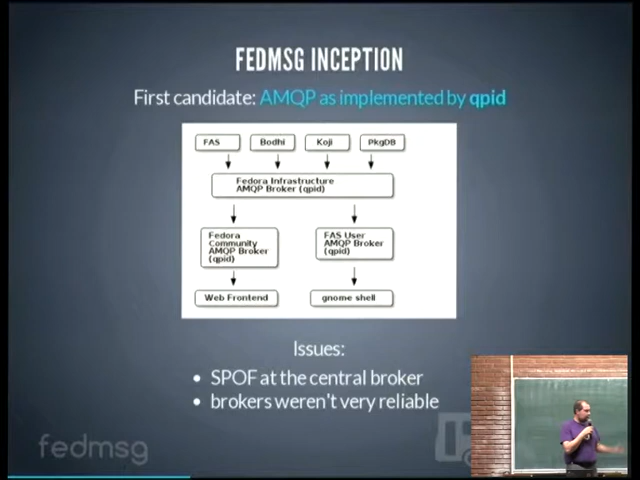 FEDMSG INCEPTION
First candidate: AMQP as implemented by qpid
FAS
Bodhi
Koji
PkgDB
Fedora Infrastructure
AMQP Broker (qpid)
Fedora
Community
AMQP Broker
(qpid)
FAS User
AMQP Broker
(qpid)
Web Frontend
gnome shell
Issues:
• SPOF at the central broker
• brokers weren't very reliable
fedmsg